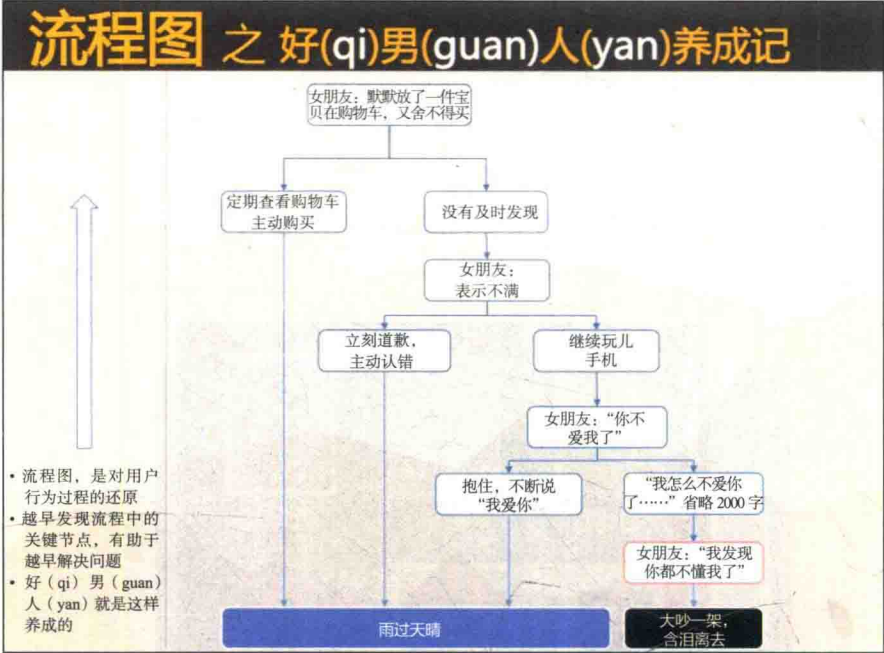 流程图 之 好(qi)男(guan)人(yan)养成记
女朋友：默默放了一件宝
贝在购物车，又舍不得买
定期查看购物车
主动购买
没有及时发现
女朋友：
表示不满
立刻道歉，
主动认错
继续玩儿
手机
女朋友：“你不
爱我了”
抱住，不断说
“我爱你”
“我怎么不爱你
了……”省略2000字
女朋友：“我发现
你都不懂我了”
雨过天晴
大吵一架，
含泪离去
• 流程图，是对用户
行为过程的还原
• 越早发现流程中的
关键节点，有助于
越早解决问题
• 好（qi）男（guan）
人（yan）就是这样
养成的